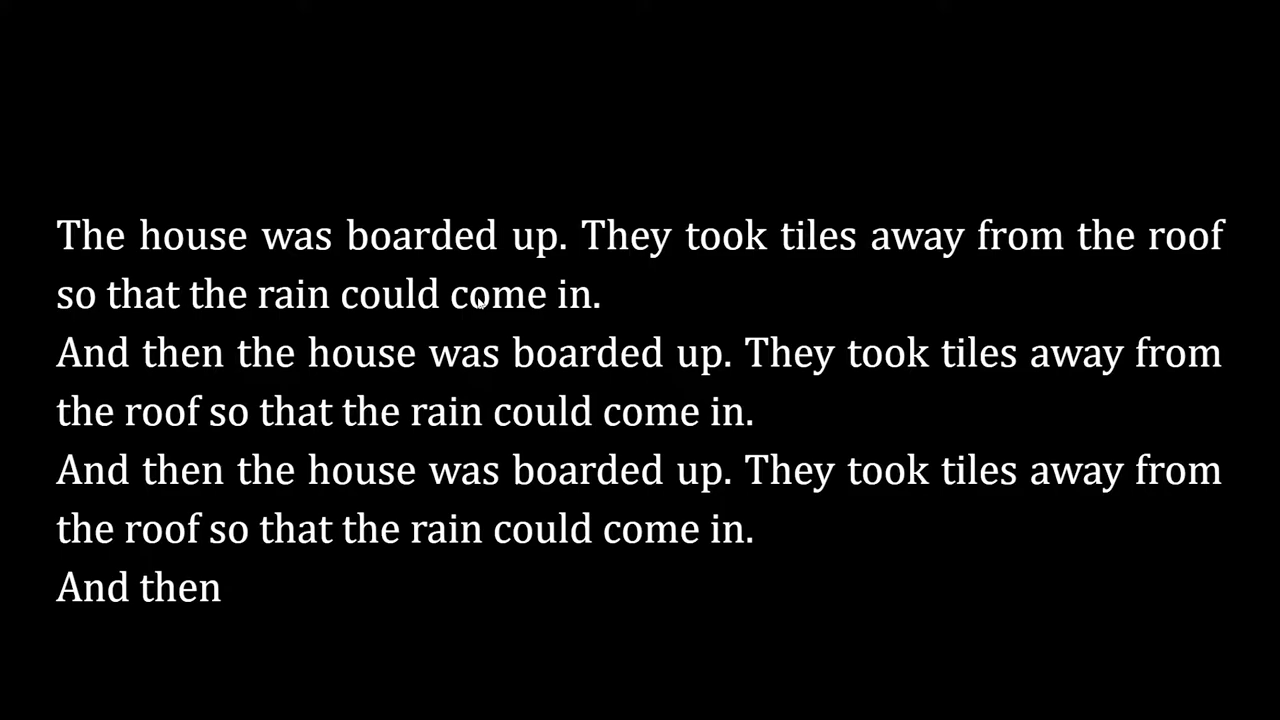 The house was boarded up. They took tiles away from the roof
so that the rain could come in.
And then the house was boarded up. They took tiles away from
the roof so that the rain could come in.
And then the house was boarded up. They took tiles away from
the roof so that the rain could come in.
And then